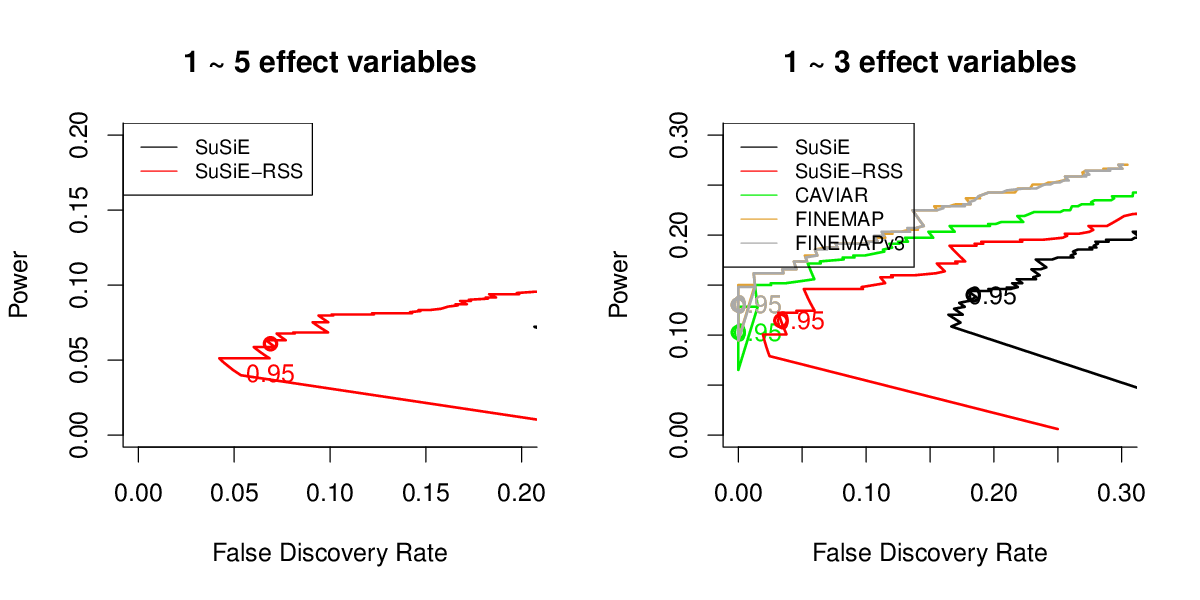 1 ~ 5 effect variables
Power
0.00
0.05
0.10
0.15
0.20
SuSiE
SuSiE−RSS
0.95
0.00
0.05
0.10
0.15
0.20
False Discovery Rate
1 ~ 3 effect variables
Power
0.00
0.10
0.20
0.30
SuSiE
SuSiE−RSS
CAVIAR
FINEMAP
FINEMAPv3
0.95
0.95
0.95
0.95
0.00
0.10
0.20
0.30
False Discovery Rate